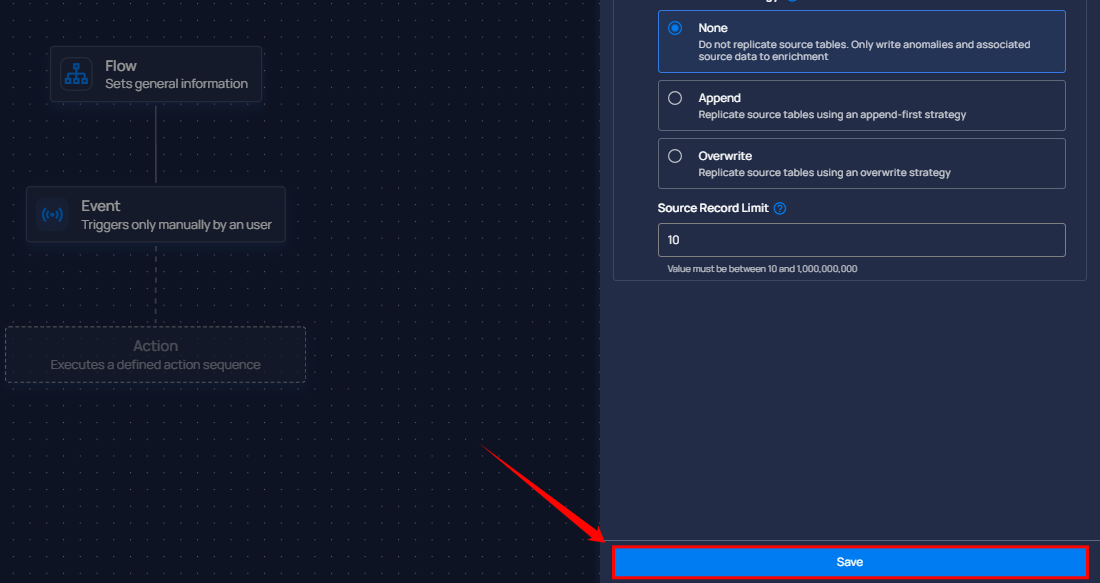 Flow
Sets general information
Event
Triggers only manually by an user
Action
Executes a defined action sequence
None
Do not replicate source tables. Only write anomalies and associated
source data to enrichment
Append
Replicate source tables using an append-first strategy
Overwrite
Replicate source tables using an overwrite strategy
Source Record Limit
10
Value must be between 10 and 1,000,000,000
Save